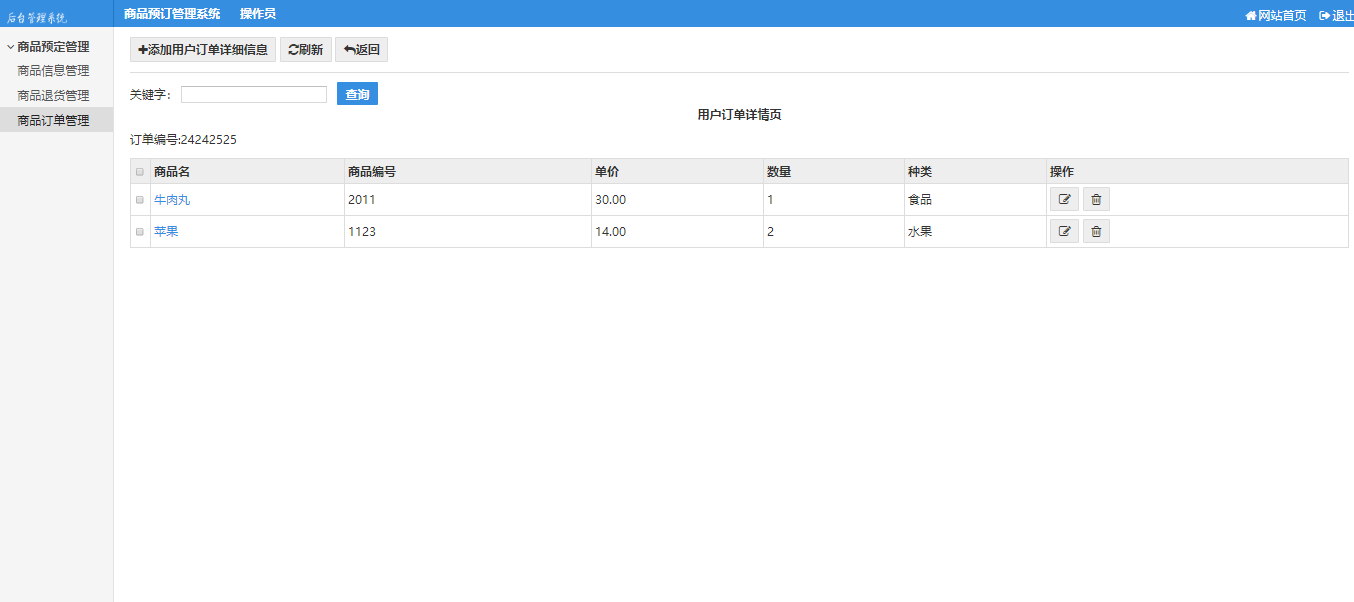 后台管理系统 商品预订管理系统 操作员 网站首页 退出
商品预定管理
商品信息管理
商品退货管理
商品订单管理
添加用户订单详细信息 刷新 返回
关键字: 查询
用户订单详情页
订单编号:24242525
商品名 商品编号 单价 数量 种类 操作
牛肉丸 2011 30.00 1 食品
苹果 1123 14.00 2 水果